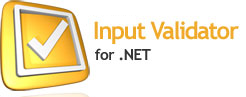 Input Validator
for .NET